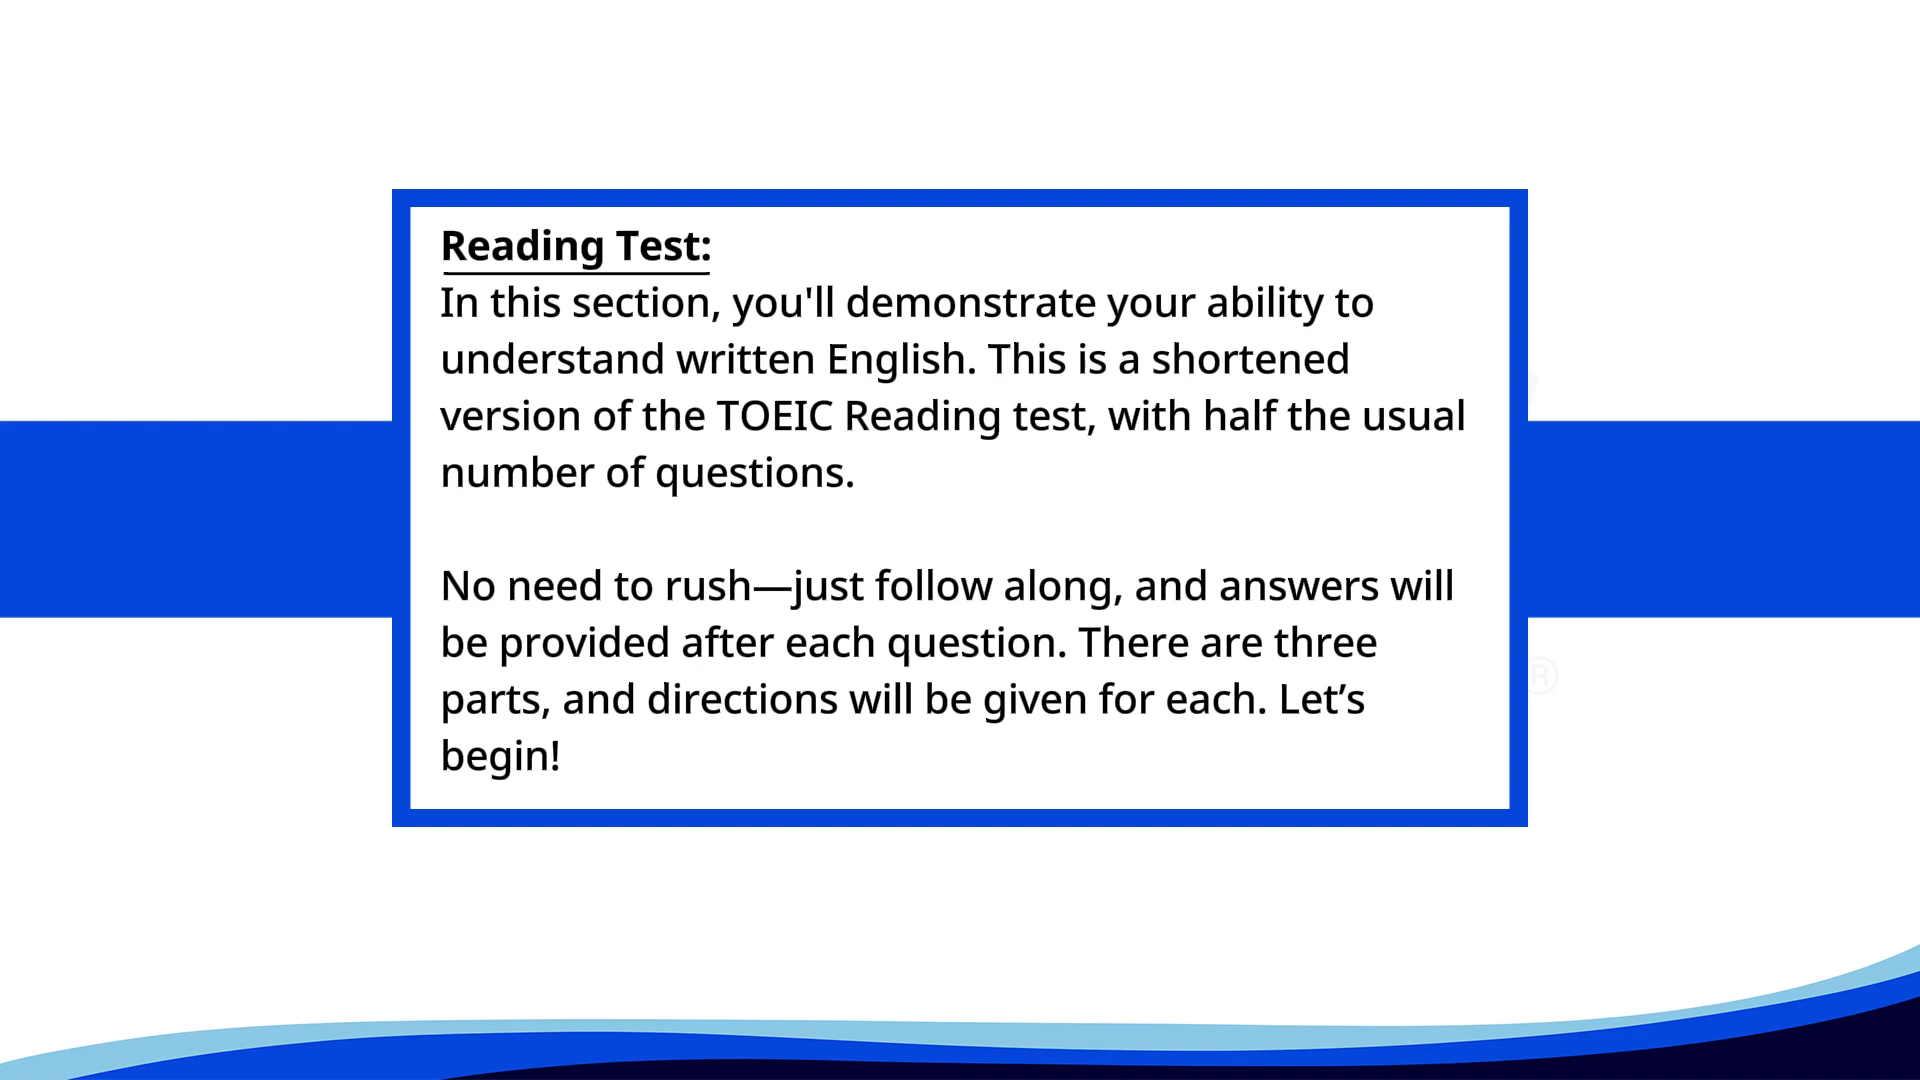 Reading Test:
In this section, you'll demonstrate your ability to
understand written English. This is a shortened
version of the TOEIC Reading test, with half the usual
number of questions.
No need to rush—just follow along, and answers will
be provided after each question. There are three
parts, and directions will be given for each. Let’s
begin!
®